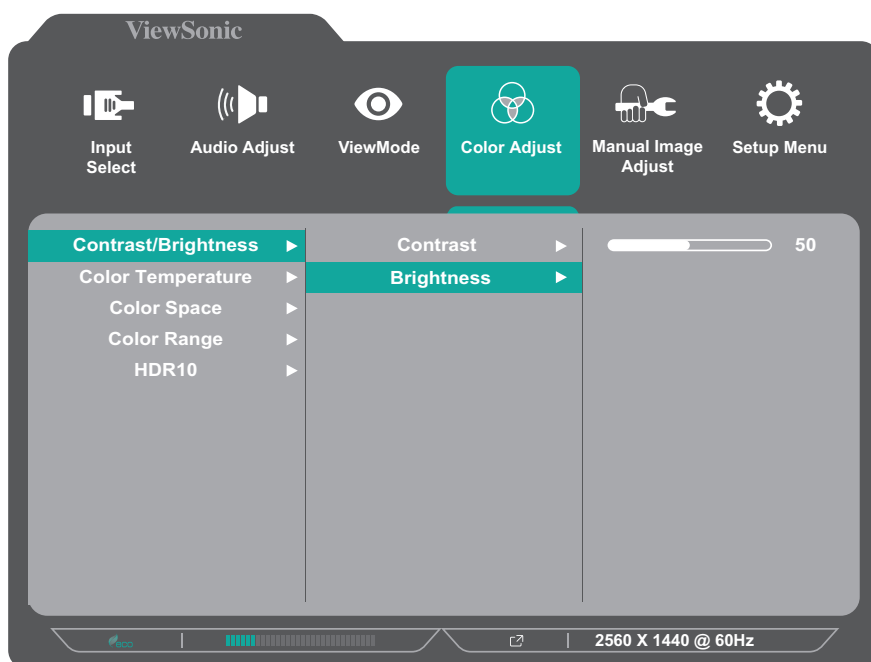 ViewSonic
Input
Select
Audio Adjust
ViewMode
Color Adjust
Manual Image
Adjust
Setup Menu
Contrast/Brightness
Contrast
50
Color Temperature
Brightness
Color Space
Color Range
HDR10
eco
2560 X 1440 @ 60Hz